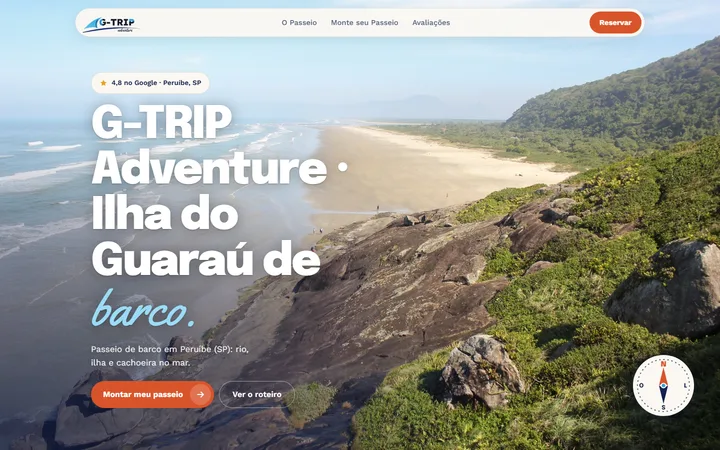 G-TRIP
adventure
O Passeio
Monte seu Passeio
Avaliações
Reservar
4,8 no Google · Peruíbe, SP
G-TRIP
Adventure ·
Ilha do
Guaraú de
barco.
Passeio de barco em Peruíbe (SP): rio,
ilha e cachoeira no mar.
Montar meu passeio →
Ver o roteiro
N
O L
S